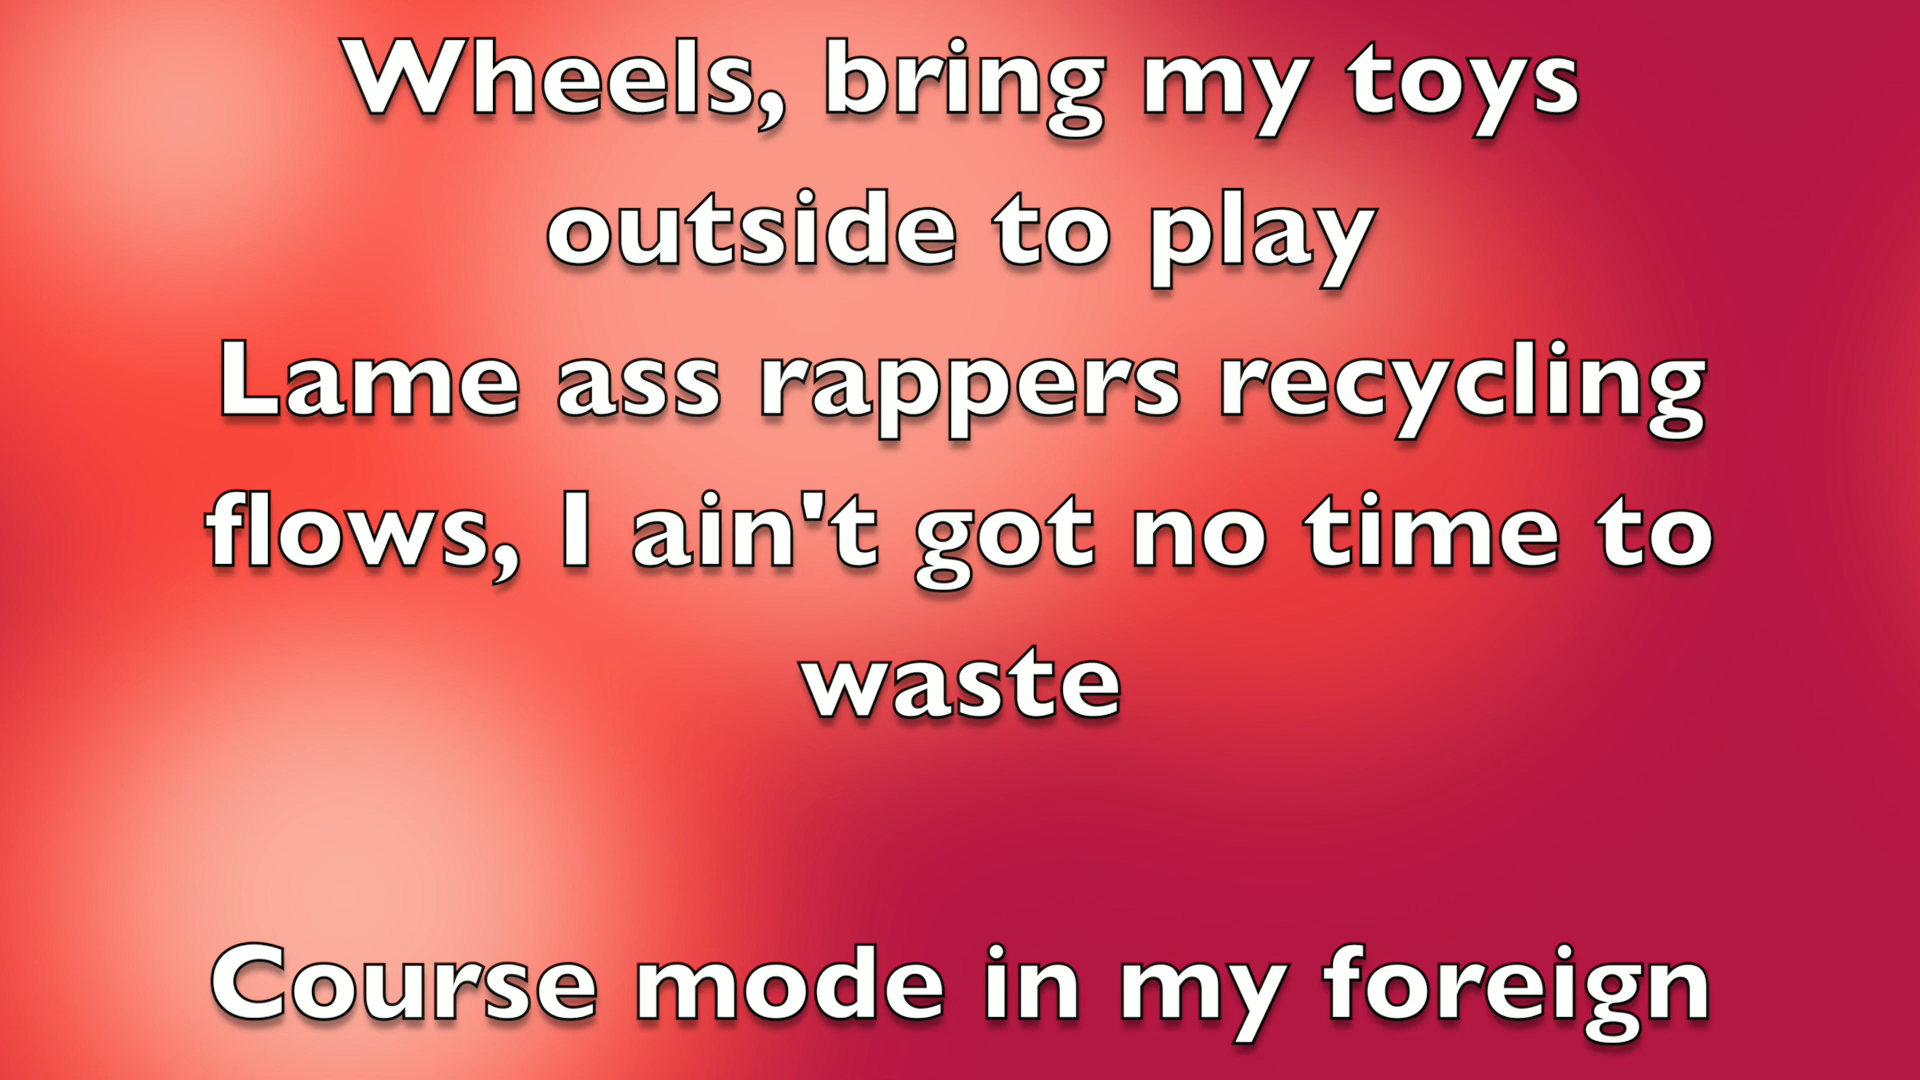 Wheels, bring my toys
outside to play
Lame ass rappers recycling
flows, I ain't got no time to
waste
Course mode in my foreign